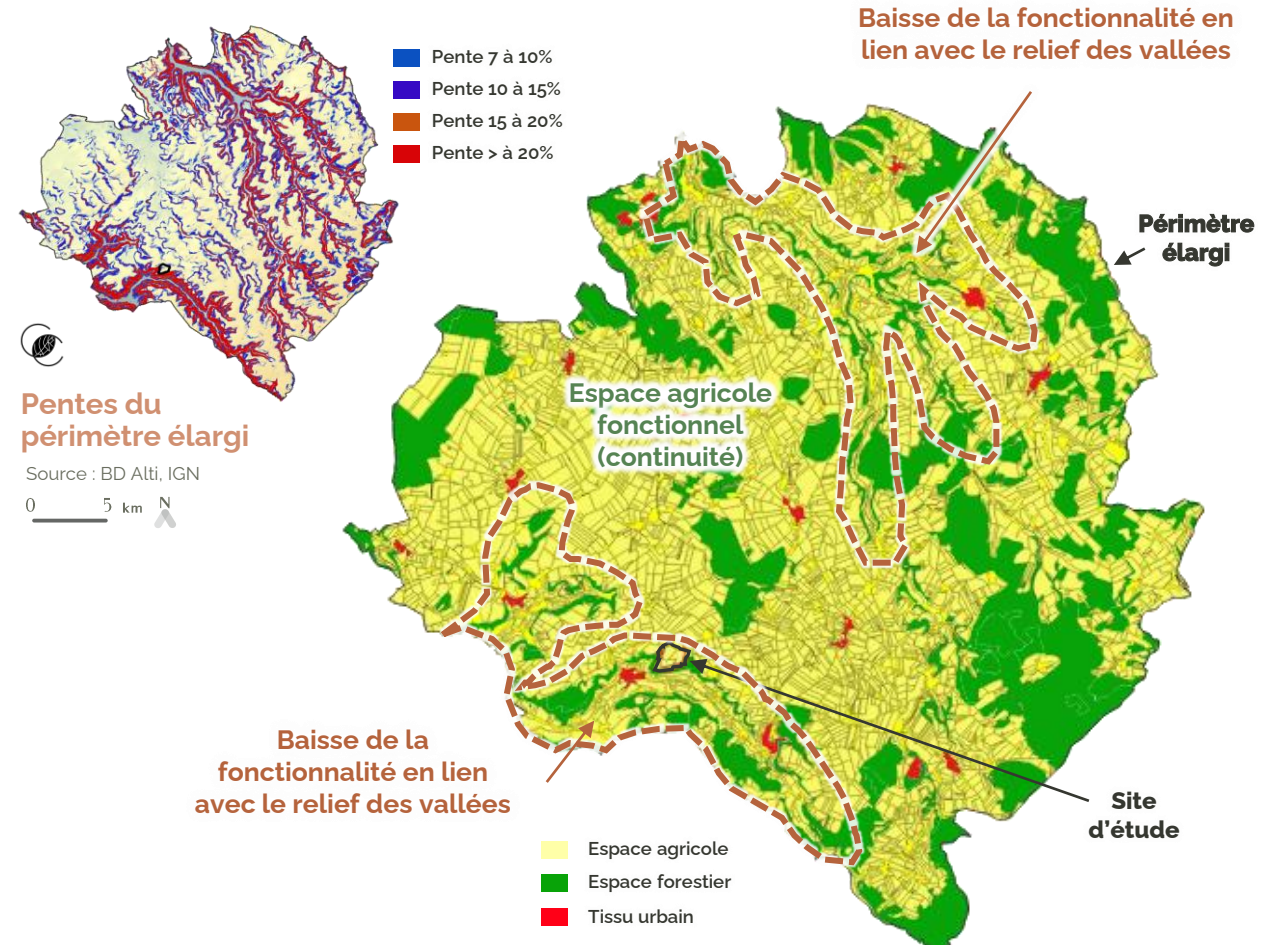 Baisse de la fonctionnalité en
lien avec le relief des vallées
Pente 7 à 10%
Pente 10 à 15%
Pente 15 à 20%
Pente > à 20%
Périmètre
élargi
Pentes du
périmètre élargi
Source : BD Alti, IGN
0 5 km N
Espace agricole
fonctionnel
(continuité)
Baisse de la
fonctionnalité en lien
avec le relief des vallées
Site
d'étude
Espace agricole
Espace forestier
Tissu urbain